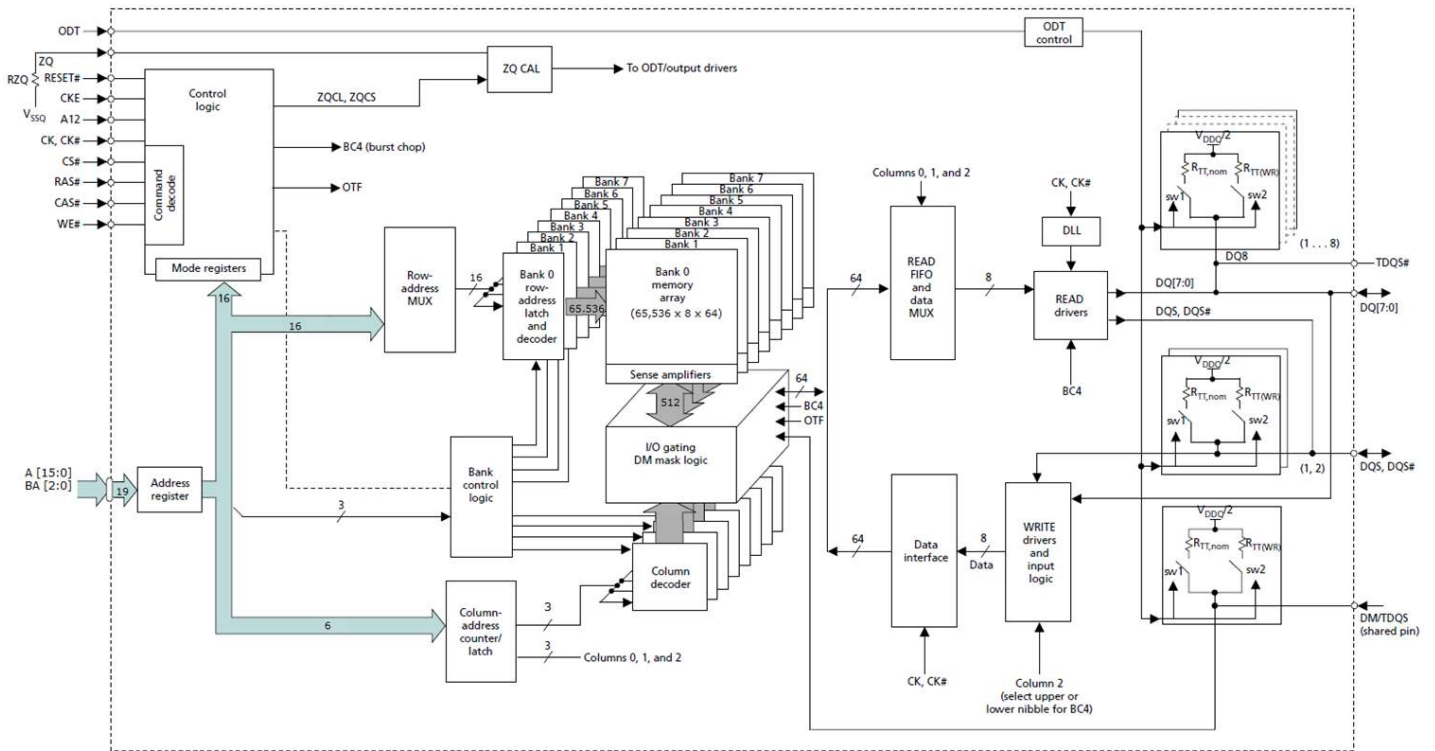 ODT
ODT
control
ZQ
RZQ
V_SSQ
RESET#
CKE
A12
CK, CK#
CS#
RAS#
CAS#
WE#
Control
logic
Command
decode
Mode registers
ZQ CAL
To ODT/output drivers
ZQCL, ZQCS
BC4 (burst chop)
OTF
16
16
Row-
address
MUX
16
Bank 7
Bank 6
Bank 5
Bank 4
Bank 3
Bank 2
Bank 1
Bank 0
row-
address
latch
and
decoder
65,536
Bank 7
Bank 6
Bank 5
Bank 4
Bank 3
Bank 2
Bank 1
Bank 0
memory
array
(65,536 x 8 x 64)
Sense amplifiers
512
I/O gating
DM mask logic
64
BC4
OTF
A [15:0]
BA [2:0]
19
Address
register
3
Bank
control
logic
6
Column-
address
counter/
latch
3
3
Columns 0, 1, and 2
Column
decoder
Columns 0, 1, and 2
64
READ
FIFO
and
data
MUX
8
CK, CK#
DLL
READ
drivers
BC4
DQ8
DQ[7:0]
DQS, DQS#
V_DDQ/2
R_TT,nom
R_TT(WR)
sw1
sw2
(1 . . . 8)
TDQS#
DQ[7:0]
V_DDQ/2
R_TT,nom
R_TT(WR)
sw1
sw2
(1, 2)
DQS, DQS#
64
Data
interface
8
Data
WRITE
drivers
and
input
logic
CK, CK#
Column 2
(select upper or
lower nibble for BC4)
V_DDQ/2
R_TT,nom
R_TT(WR)
sw1
sw2
DM/TDQS
(shared pin)